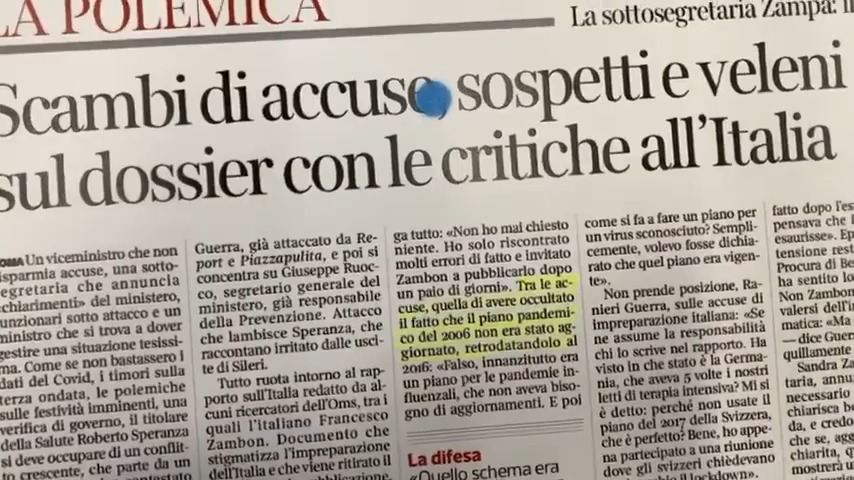 LA POLEMICA
La sottosegretaria Zampa: il
Scambi di accuse, sospetti e veleni
sul dossier con le critiche all'Italia
ROMA Un viceministro che non
risparmia accuse, una sotto-
segretaria che annuncia
«chiarimenti» del ministero,
funzionari sotto attacco e un
ministro che si trova a dover
gestire una situazione tesissi-
ma. Come se non bastassero i
dati del Covid, i timori sulla
terza ondata, le polemiche
sulle festività imminenti, una
verifica di governo, il titolare
della Salute Roberto Speranza
si deve occupare di un conflit-
to crescente, che parte da un
Guerra, già attaccato da Re-
port e Piazzapulita, e poi si
concentra su Giuseppe Ruoc-
co, segretario generale del
ministero, già responsabile
della Prevenzione. Attacco
che lambisce Speranza, che
raccontano irritato dalle usci-
te di Sileri.
Tutto ruota intorno al rap-
porto sull'Italia redatto da al-
cuni ricercatori dell'Oms, tra i
quali l'italiano Francesco
Zambon. Documento che
stigmatizza l'impreparazione
dell'Italia e che viene ritirato il
ga tutto: «Non ho mai chiesto
niente. Ho solo riscontrato
molti errori di fatto e invitato
Zambon a pubblicarlo dopo
un paio di giorni». Tra le ac-
cuse, quella di avere occultato
il fatto che il piano pandemi-
co del 2006 non era stato ag-
giornato, retrodatandolo al
2016: «Falso, innanzitutto era
un piano per le pandemie in-
fluenzali, che non aveva biso-
gno di aggiornamenti. E poi
La difesa
«Quello schema era
come si fa a fare un piano per
un virus sconosciuto? Sempli-
cemente, volevo fosse dichia-
rato che quel piano era vigen-
te».
Non prende posizione, Ra-
nieri Guerra, sulle accuse di
impreparazione italiana: «Se
ne assume la responsabilità
chi lo scrive nel rapporto. Ha
visto in che stato è la Germa-
nia, che aveva 5 volte i nostri
letti di terapia intensiva? Mi si
è detto: perché non usate il
piano del 2017 della Svizzera,
che è perfetto? Bene, ho appe-
na partecipato a una riunione
dove gli svizzeri chiedevano
il lockdown».
fatto dopo l'es
pensava che l
esaurisse». Ep
tensione resta
Procura di Be
ha sentito lo
Non Zambon
valersi dell'im
matica: «Ma
— dice Guerr
quillamente
Sandra Za
taria, annu
necessario
chiarisca b
da, e credo
che se, agg
chiarita, q
mostrerà u